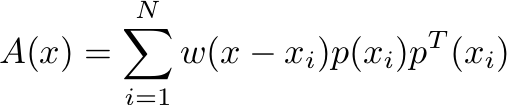 A(x) = \sum_{i=1}^{N} w(x - x_i) p(x_i) p^T(x_i)